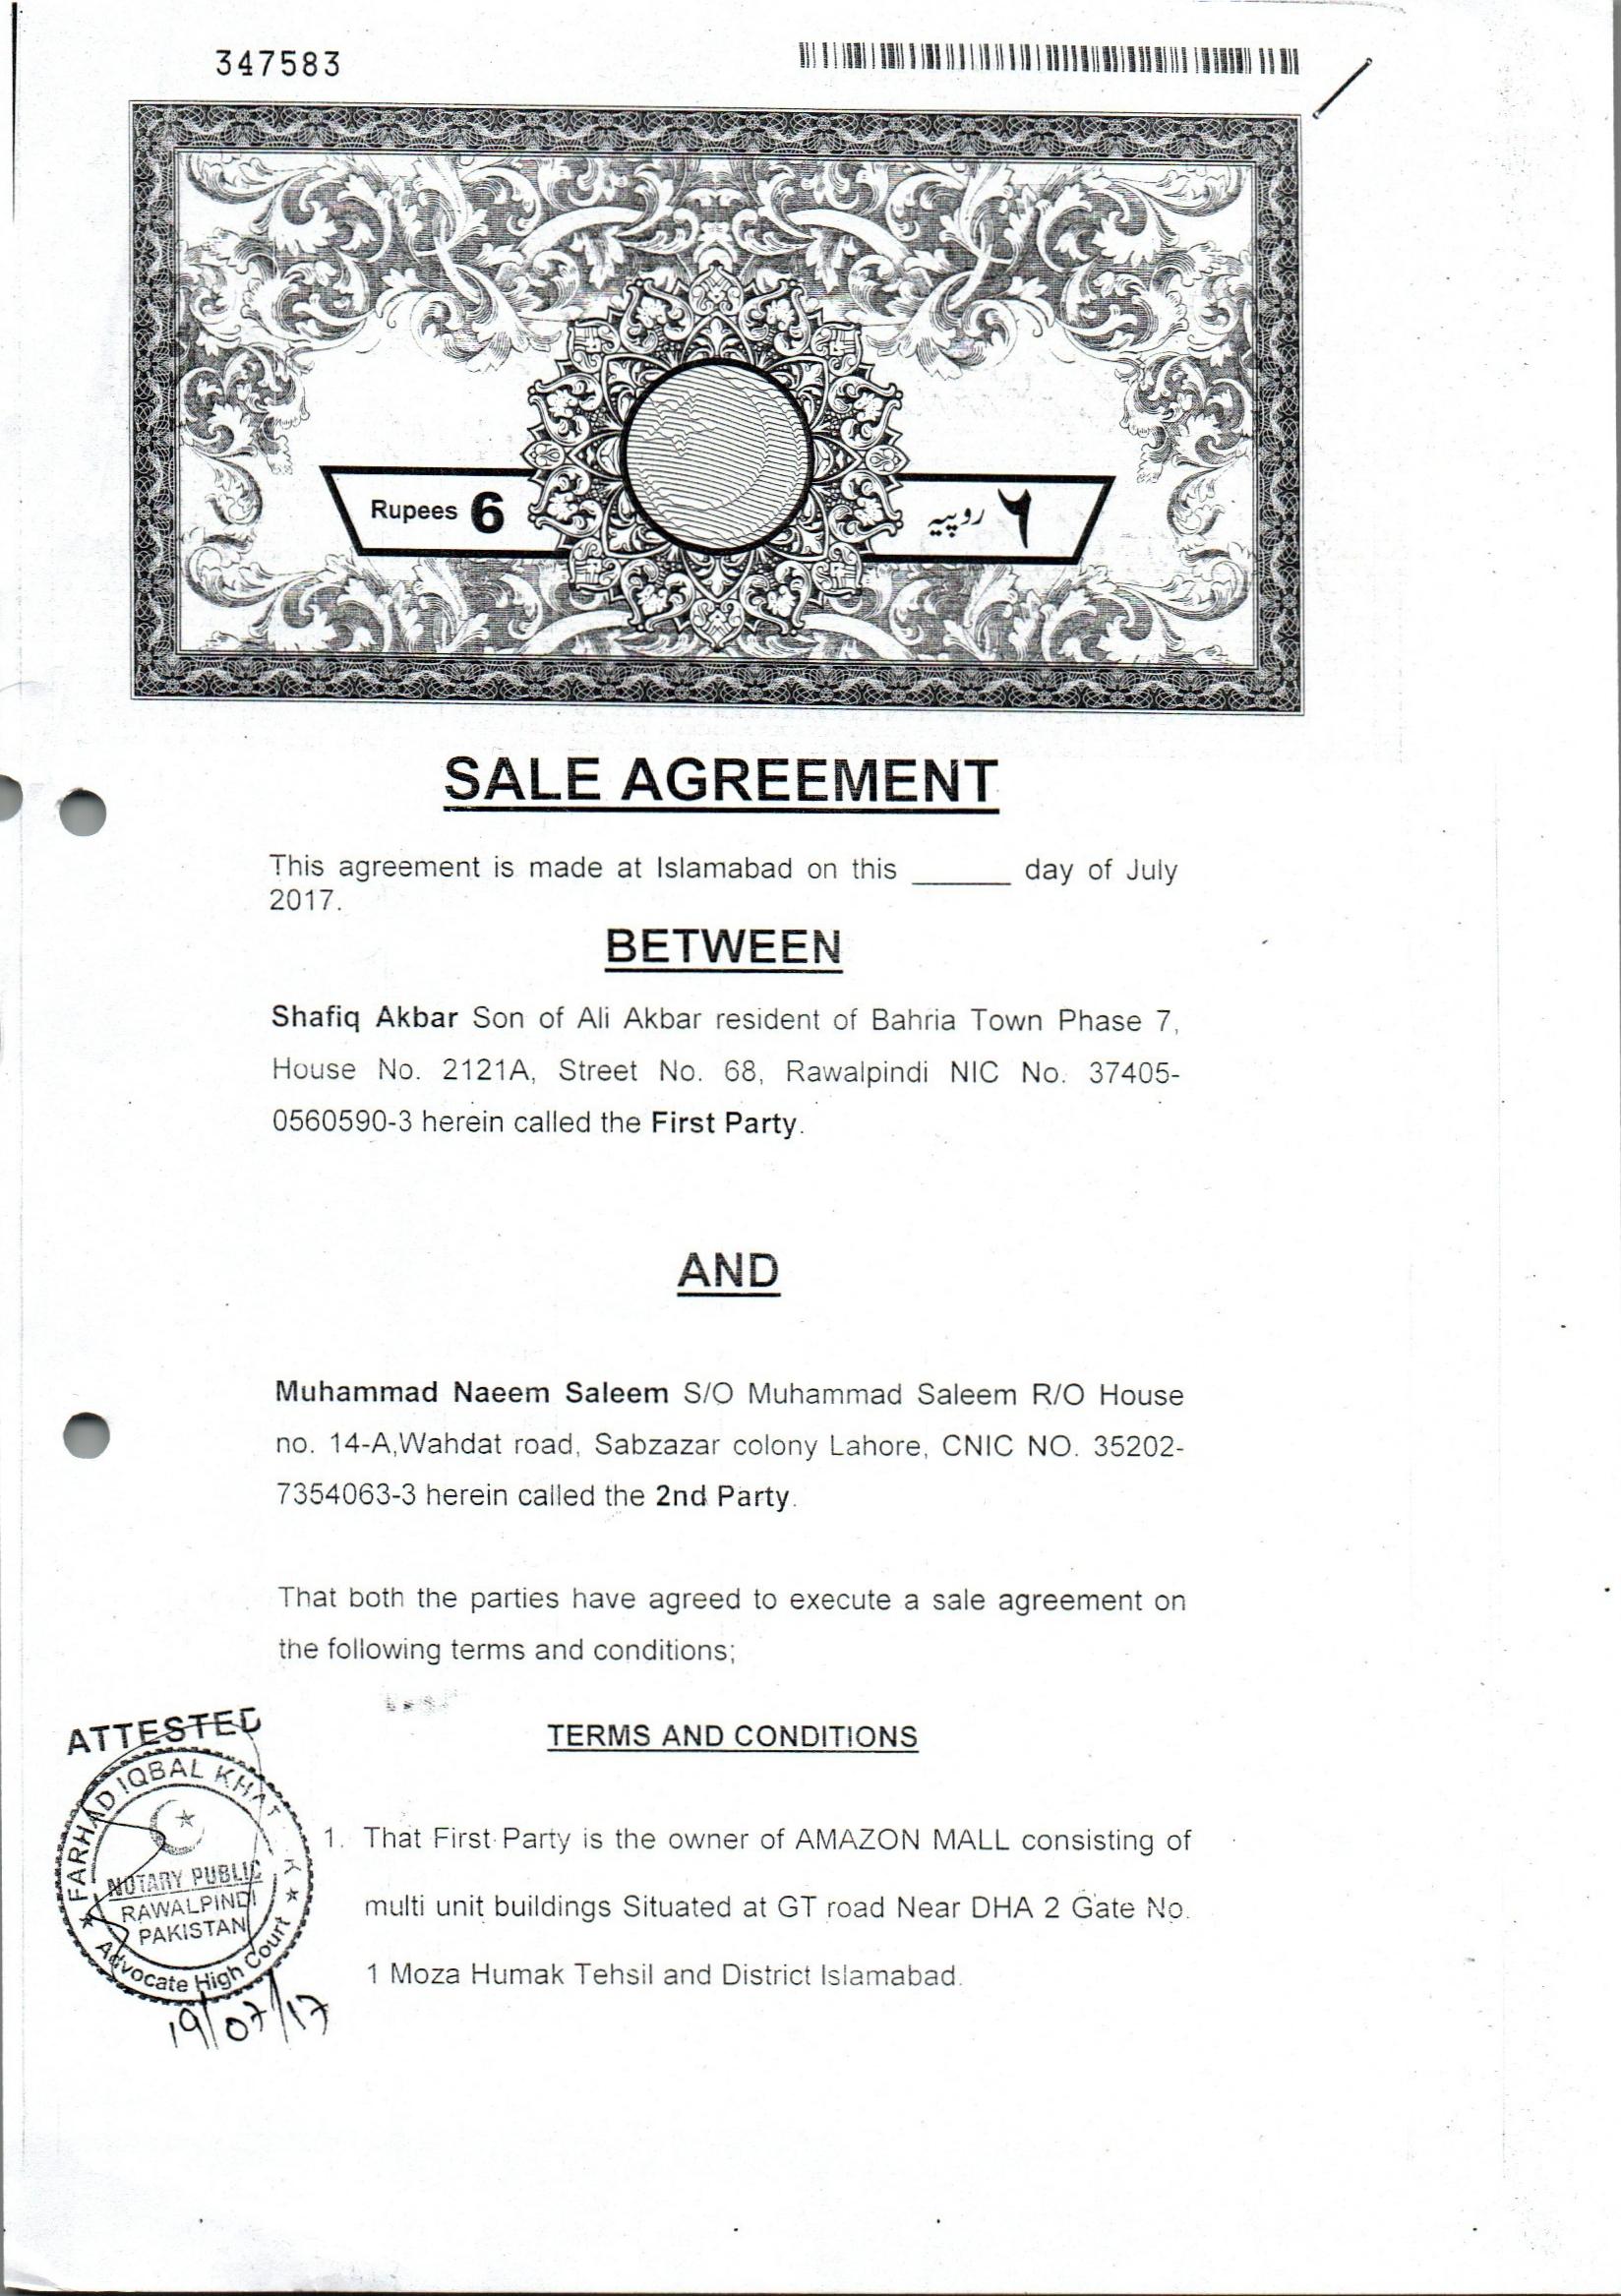 347583
Rupees 6
۶ روپیہ
SALE AGREEMENT
This agreement is made at Islamabad on this ______ day of July
2017.
BETWEEN
Shafiq Akbar Son of Ali Akbar resident of Bahria Town Phase 7,
House No. 2121A, Street No. 68, Rawalpindi NIC No. 37405-
0560590-3 herein called the First Party.
AND
Muhammad Naeem Saleem S/O Muhammad Saleem R/O House
no. 14-A,Wahdat road, Sabzazar colony Lahore, CNIC NO. 35202-
7354063-3 herein called the 2nd Party.
That both the parties have agreed to execute a sale agreement on
the following terms and conditions;
TERMS AND CONDITIONS
1. That First Party is the owner of AMAZON MALL consisting of
multi unit buildings Situated at GT road Near DHA 2 Gate No.
1 Moza Humak Tehsil and District Islamabad.
ATTESTED
FARHAD IQBAL KHATTAK
NOTARY PUBLIC
RAWALPINDI
PAKISTAN
Advocate High Court
19/07/17